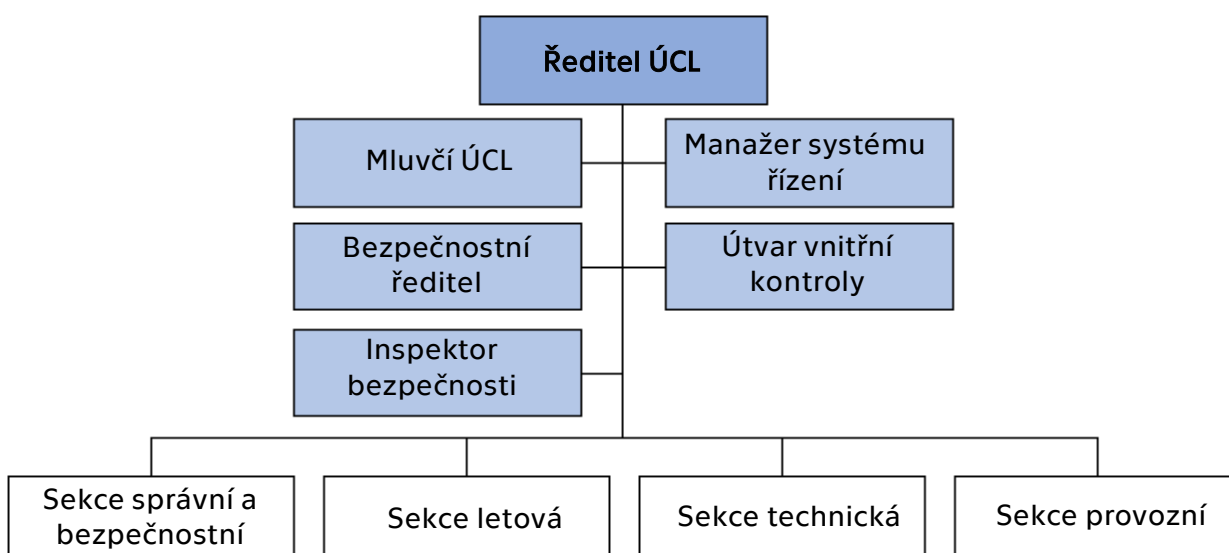 Ředitel ÚCL
Mluvčí ÚCL
Manažer systému
řízení
Bezpečnostní
ředitel
Útvar vnitřní
kontroly
Inspektor
bezpečnosti
Sekce správní a
bezpečnostní
Sekce letová
Sekce technická
Sekce provozní